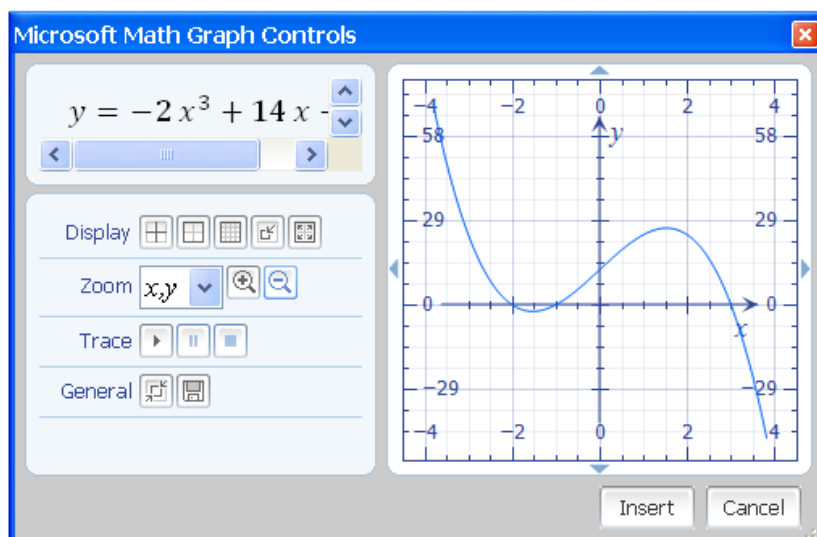 Microsoft Math Graph Controls
y = −2 x³ + 14 x -
Display
Zoom x,y
Trace
General
−4 −2 0 2 4
58 y 58
29 29
0 x 0
−29 −29
−4 −2 0 2 4
Insert Cancel